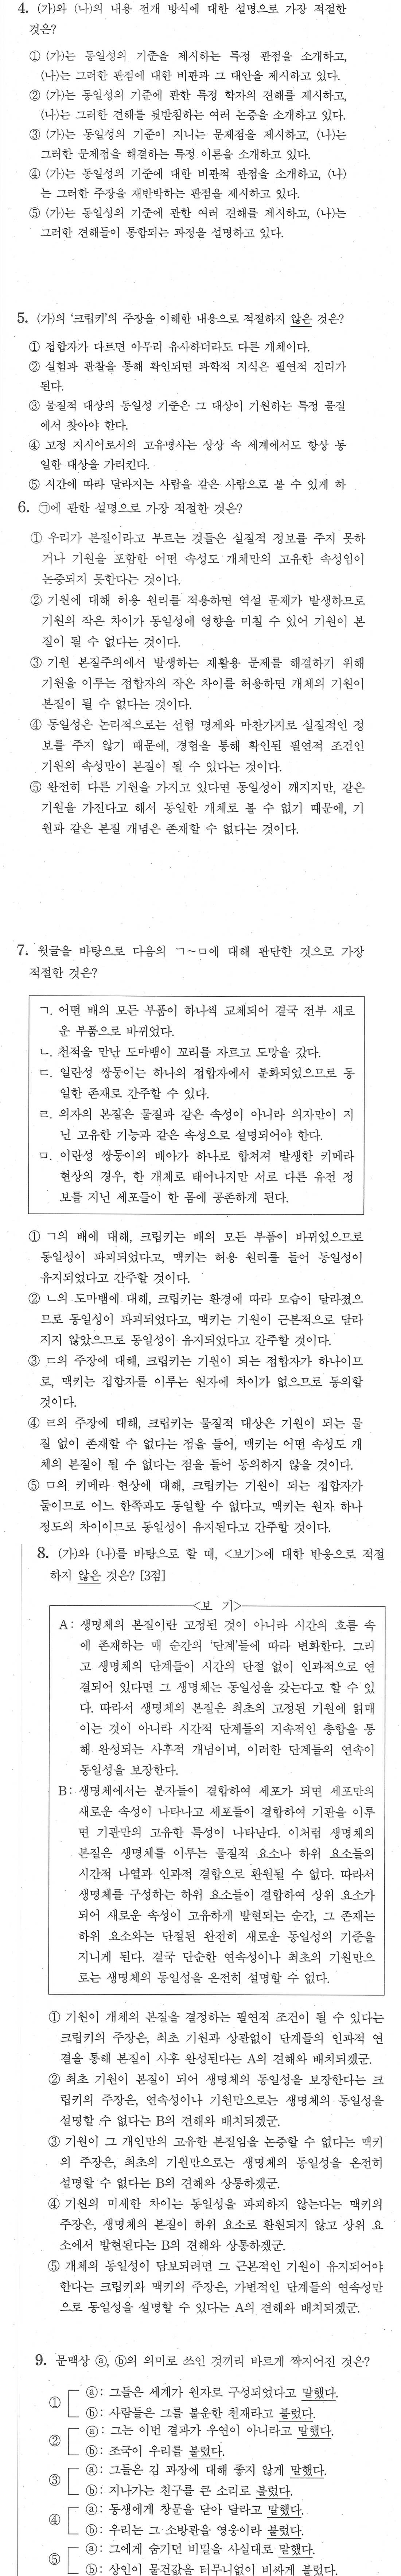 4. (가)와 (나)의 내용 전개 방식에 대한 설명으로 가장 적절한
것은?
① (가)는 동일성의 기준을 제시하는 특정 관점을 소개하고,
(나)는 그러한 관점에 대한 비판과 그 대안을 제시하고 있다.
② (가)는 동일성의 기준에 관한 특정 학자의 견해를 제시하고,
(나)는 그러한 견해를 뒷받침하는 여러 논증을 소개하고 있다.
③ (가)는 동일성의 기준이 지니는 문제점을 제시하고, (나)는
그러한 문제점을 해결하는 특정 이론을 소개하고 있다.
④ (가)는 동일성의 기준에 대한 비판적 관점을 소개하고, (나)
는 그러한 주장을 재반박하는 관점을 제시하고 있다.
⑤ (가)는 동일성의 기준에 관한 여러 견해를 제시하고, (나)는
그러한 견해들이 통합되는 과정을 설명하고 있다.
5. (가)의 '크립키'의 주장을 이해한 내용으로 적절하지 않은 것은?
① 접합자가 다르면 아무리 유사하더라도 다른 개체이다.
② 실험과 관찰을 통해 확인되면 과학적 지식은 필연적 진리가
된다.
③ 물질적 대상의 동일성 기준은 그 대상이 기원하는 특정 물질
에서 찾아야 한다.
④ 고정 지시어로서의 고유명사는 상상 속 세계에서도 항상 동
일한 대상을 가리킨다.
⑤ 시간에 따라 달라지는 사람을 같은 사람으로 볼 수 있게 하
6. ㉠에 관한 설명으로 가장 적절한 것은?
① 우리가 본질이라고 부르는 것들은 실질적 정보를 주지 못하
거나 기원을 포함한 어떤 속성도 개체만의 고유한 속성임이
논증되지 못한다는 것이다.
② 기원에 대해 허용 원리를 적용하면 역설 문제가 발생하므로
기원의 작은 차이가 동일성에 영향을 미칠 수 있어 기원이 본
질이 될 수 없다는 것이다.
③ 기원 본질주의에서 발생하는 재활용 문제를 해결하기 위해
기원을 이루는 접합자의 작은 차이를 허용하면 개체의 기원이
본질이 될 수 없다는 것이다.
④ 동일성은 논리적으로는 선험 명제와 마찬가지로 실질적인 정
보를 주지 않기 때문에, 경험을 통해 확인된 필연적 조건인
기원의 속성만이 본질이 될 수 있다는 것이다.
⑤ 완전히 다른 기원을 가지고 있다면 동일성이 깨지지만, 같은
기원을 가진다고 해서 동일한 개체로 볼 수 없기 때문에, 기
원과 같은 본질 개념은 존재할 수 없다는 것이다.
7. 윗글을 바탕으로 다음의 ㄱ~ㅁ에 대해 판단한 것으로 가장
적절한 것은?
ㄱ. 어떤 배의 모든 부품이 하나씩 교체되어 결국 전부 새로
운 부품으로 바뀌었다.
ㄴ. 천적을 만난 도마뱀이 꼬리를 자르고 도망을 갔다.
ㄷ. 일란성 쌍둥이는 하나의 접합자에서 분화되었으므로 동
일한 존재로 간주할 수 있다.
ㄹ. 의자의 본질은 물질과 같은 속성이 아니라 의자만이 지
닌 고유한 기능과 같은 속성으로 설명되어야 한다.
ㅁ. 이란성 쌍둥이의 배아가 하나로 합쳐져 발생한 키메라
현상의 경우, 한 개체로 태어나지만 서로 다른 유전 정
보를 지닌 세포들이 한 몸에 공존하게 된다.
① ㄱ의 배에 대해, 크립키는 배의 모든 부품이 바뀌었으므로
동일성이 파괴되었다고, 맥키는 허용 원리를 들어 동일성이
유지되었다고 간주할 것이다.
② ㄴ의 도마뱀에 대해, 크립키는 환경에 따라 모습이 달라졌으
므로 동일성이 파괴되었다고, 맥키는 기원이 근본적으로 달라
지지 않았으므로 동일성이 유지되었다고 간주할 것이다.
③ ㄷ의 주장에 대해, 크립키는 기원이 되는 접합자가 하나이므
로, 맥키는 접합자를 이루는 원자에 차이가 없으므로 동의할
것이다.
④ ㄹ의 주장에 대해, 크립키는 물질적 대상은 기원이 되는 물
질 없이 존재할 수 없다는 점을 들어, 맥키는 어떤 속성도 개
체의 본질이 될 수 없다는 점을 들어 동의하지 않을 것이다.
⑤ ㅁ의 키메라 현상에 대해, 크립키는 기원이 되는 접합자가
둘이므로 어느 한쪽과도 동일할 수 없다고, 맥키는 원자 하나
정도의 차이이므로 동일성이 유지된다고 간주할 것이다.
8. (가)와 (나)를 바탕으로 할 때, <보기>에 대한 반응으로 적절
하지 않은 것은? [3점]
<보 기>
A: 생명체의 본질이란 고정된 것이 아니라 시간의 흐름 속
에 존재하는 매 순간의 '단계'들에 따라 변화한다. 그리
고 생명체의 단계들이 시간의 단절 없이 인과적으로 연
결되어 있다면 그 생명체는 동일성을 갖는다고 할 수 있
다. 따라서 생명체의 본질은 최초의 고정된 기원에 얽매
이는 것이 아니라 시간적 단계들의 지속적인 총합을 통
해 완성되는 사후적 개념이며, 이러한 단계들의 연속이
동일성을 보장한다.
B: 생명체에서는 분자들이 결합하여 세포가 되면 세포만의
새로운 속성이 나타나고 세포들이 결합하여 기관을 이루
면 기관만의 고유한 특성이 나타난다. 이처럼 생명체의
본질은 생명체를 이루는 물질적 요소나 하위 요소들의
시간적 나열과 인과적 결합으로 환원될 수 없다. 따라서
생명체를 구성하는 하위 요소들이 결합하여 상위 요소가
되어 새로운 속성이 고유하게 발현되는 순간, 그 존재는
하위 요소와는 단절된 완전히 새로운 동일성의 기준을
지니게 된다. 결국 단순한 연속성이나 최초의 기원만으
로는 생명체의 동일성을 온전히 설명할 수 없다.
① 기원이 개체의 본질을 결정하는 필연적 조건이 될 수 있다는
크립키의 주장은, 최초 기원과 상관없이 단계들의 인과적 연
결을 통해 본질이 사후 완성된다는 A의 견해와 배치되겠군.
② 최초 기원이 본질이 되어 생명체의 동일성을 보장한다는 크
립키의 주장은, 연속성이나 기원만으로는 생명체의 동일성을
설명할 수 없다는 B의 견해와 배치되겠군.
③ 기원이 그 개인만의 고유한 본질임을 논증할 수 없다는 맥키
의 주장은, 최초의 기원만으로는 생명체의 동일성을 온전히
설명할 수 없다는 B의 견해와 상통하겠군.
④ 기원의 미세한 차이는 동일성을 파괴하지 않는다는 맥키의
주장은, 생명체의 본질이 하위 요소로 환원되지 않고 상위 요
소에서 발현된다는 B의 견해와 상통하겠군.
⑤ 개체의 동일성이 담보되려면 그 근본적인 기원이 유지되어야
한다는 크립키와 맥키의 주장은, 가변적인 단계들의 연속성만
으로 동일성을 설명할 수 있다는 A의 견해와 배치되겠군.
9. 문맥상 ⓐ, ⓑ의 의미로 쓰인 것끼리 바르게 짝지어진 것은?
① ⓐ: 그들은 세계가 원자로 구성되었다고 말했다.
ⓑ: 사람들은 그를 불운한 천재라고 불렀다.
② ⓐ: 그는 이번 결과가 우연이 아니라고 말했다.
ⓑ: 조국이 우리를 불렀다.
③ ⓐ: 그들은 김 과장에 대해 좋지 않게 말했다.
ⓑ: 지나가는 친구를 큰 소리로 불렀다.
④ ⓐ: 동생에게 창문을 닫아 달라고 말했다.
ⓑ: 우리는 그 소방관을 영웅이라 불렀다.
⑤ ⓐ: 그에게 숨기던 비밀을 사실대로 말했다.
ⓑ: 상인이 물건값을 터무니없이 비싸게 불렀다.